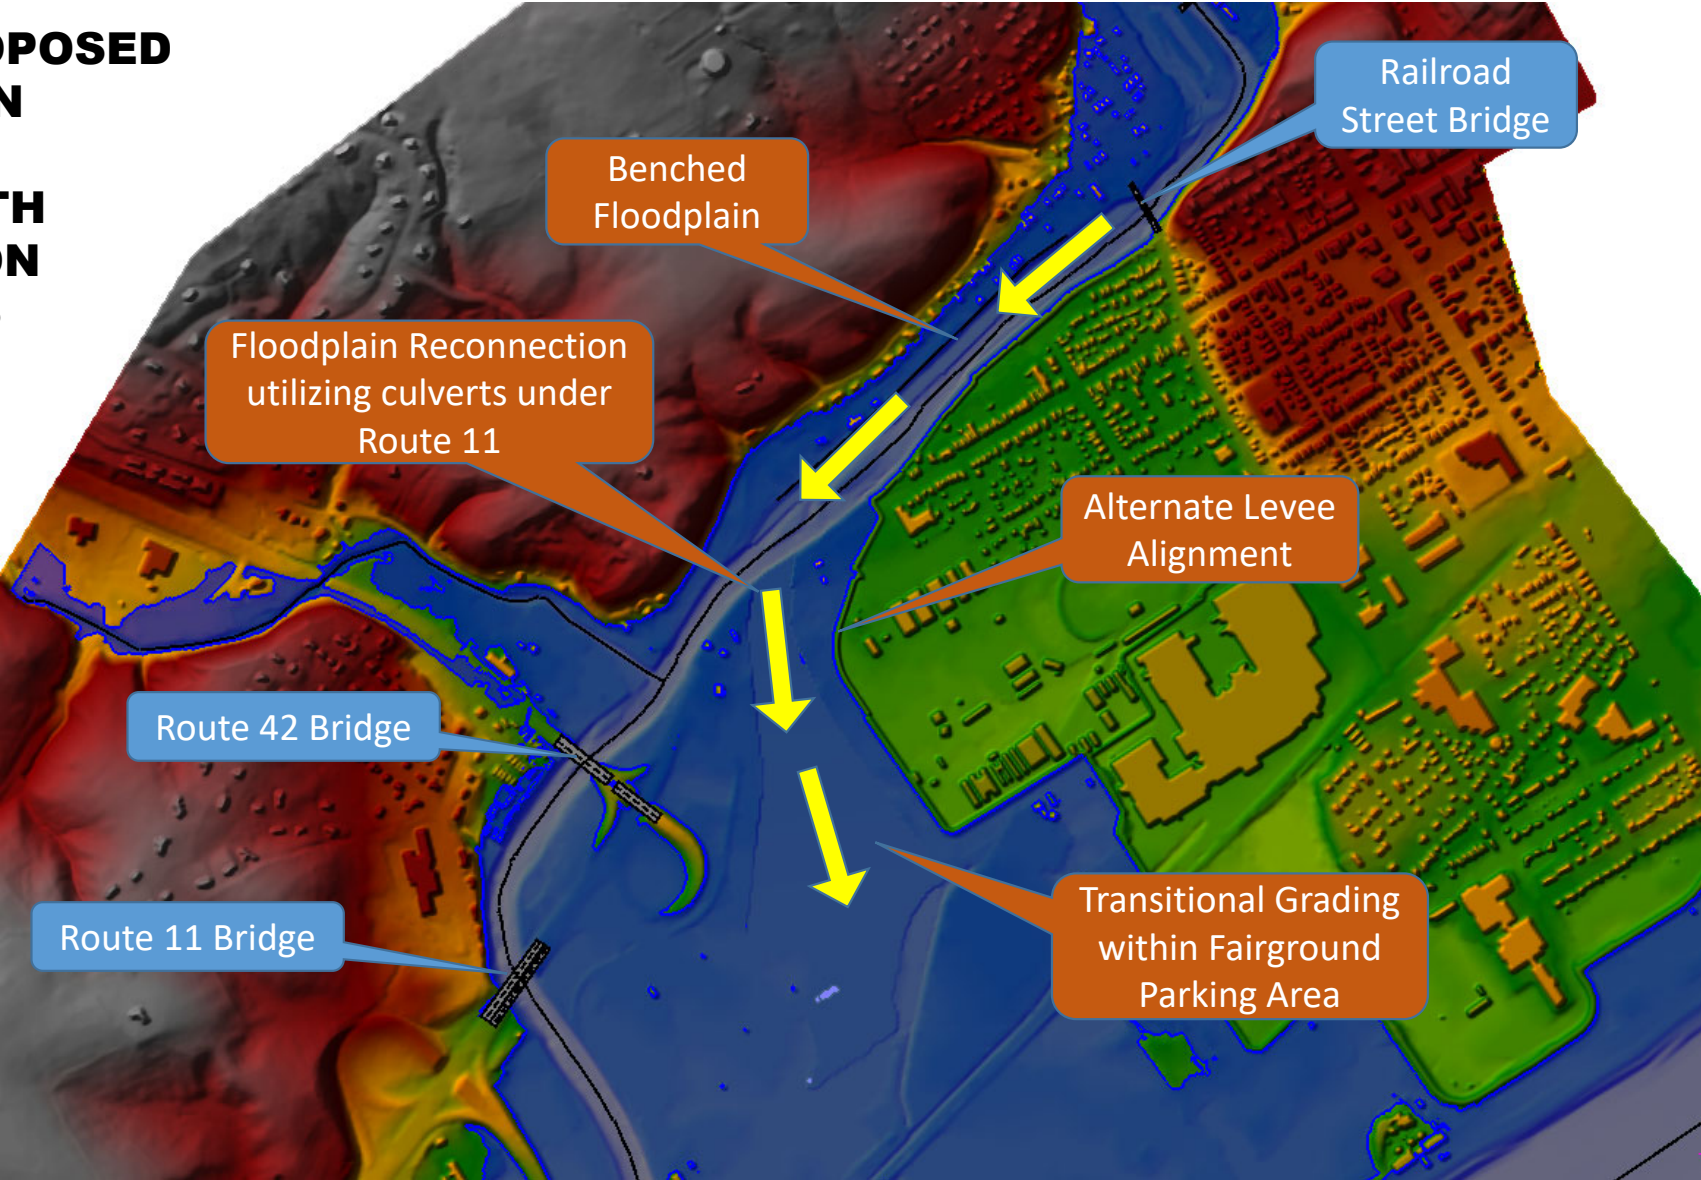 OPOSED
N
TH
ON
Railroad
Street Bridge
Benched
Floodplain
Floodplain Reconnection
utilizing culverts under
Route 11
Alternate Levee
Alignment
Route 42 Bridge
Route 11 Bridge
Transitional Grading
within Fairground
Parking Area